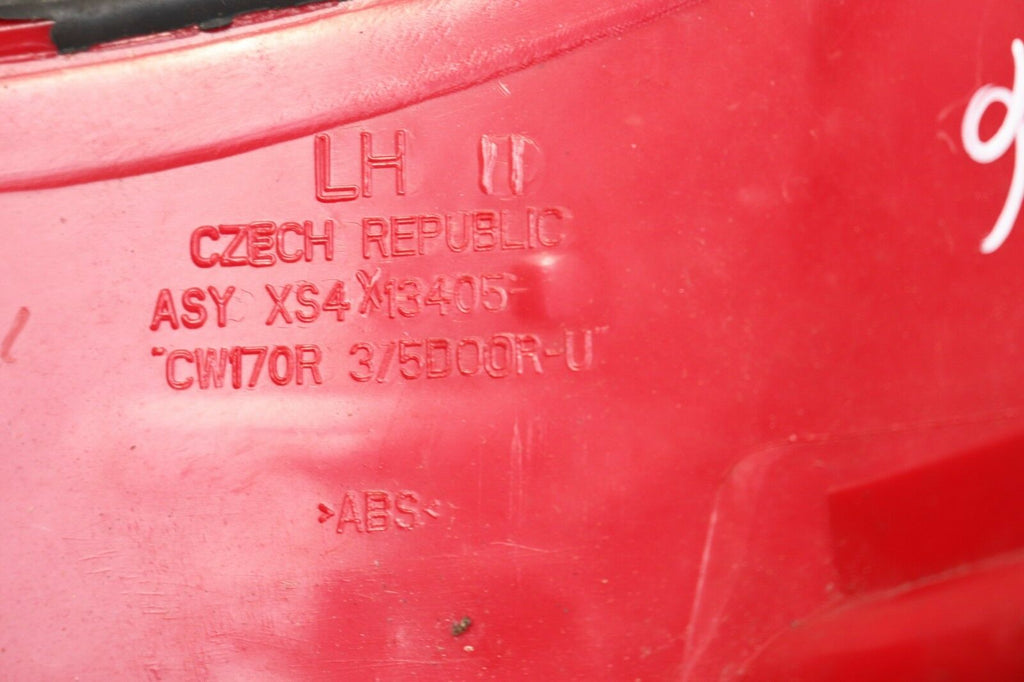 LH
CZECH REPUBLIC
ASY XS4X13405-
"CW170R 3/5DOOR-U"
>ABS<